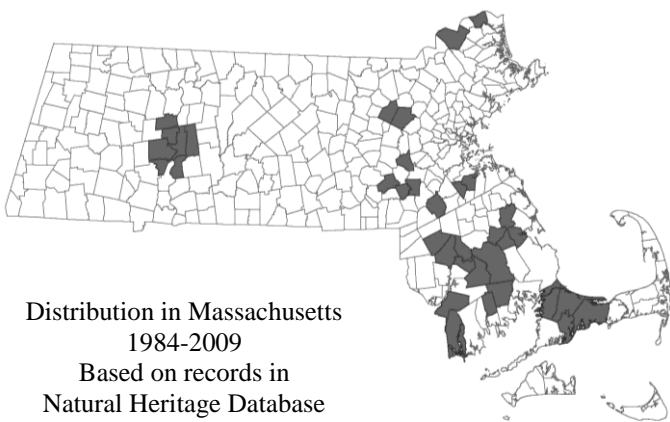 Distribution in Massachusetts
1984-2009
Based on records in
Natural Heritage Database